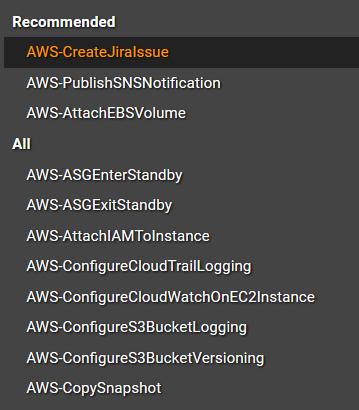 Recommended
AWS-CreateJiraIssue
AWS-PublishSNSNotification
AWS-AttachEBSVolume
All
AWS-ASGEnterStandby
AWS-ASGExitStandby
AWS-AttachIAMToInstance
AWS-ConfigureCloudTrailLogging
AWS-ConfigureCloudWatchOnEC2Instance
AWS-ConfigureS3BucketLogging
AWS-ConfigureS3BucketVersioning
AWS-CopySnapshot